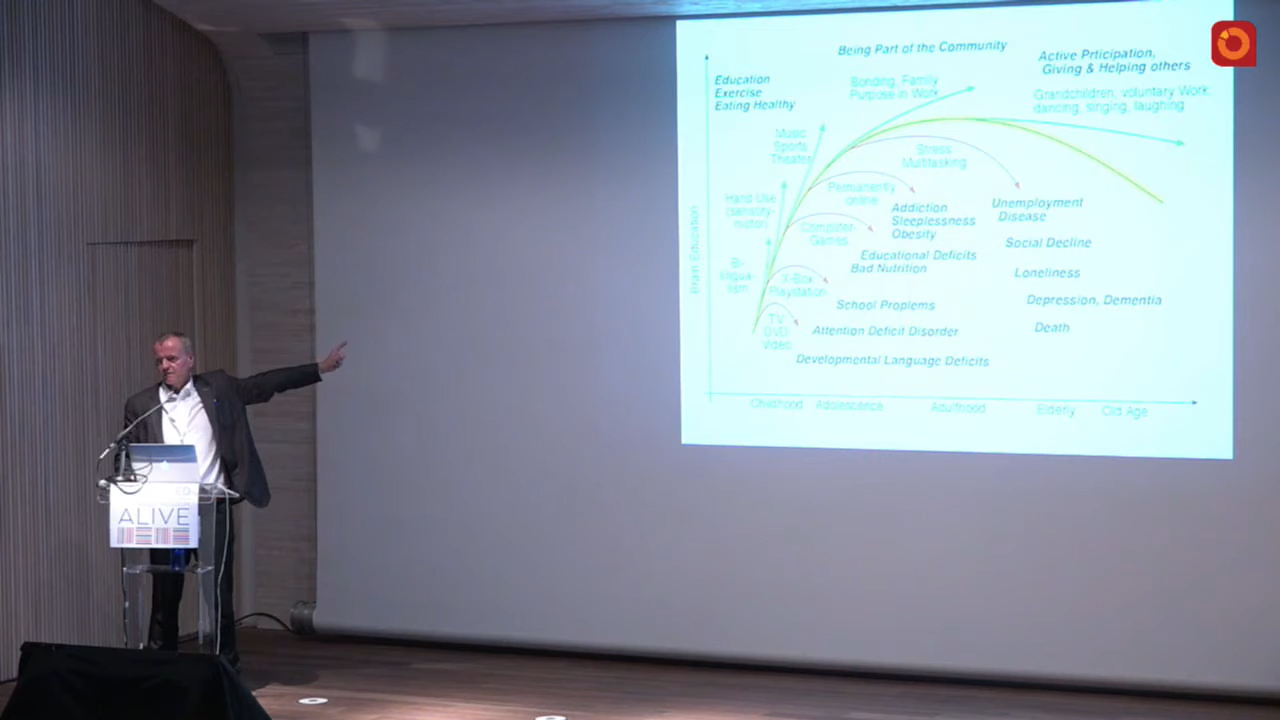 Being Part of the Community
Active Prticipation,
Giving & Helping others
Education
Exercise
Eating Healthy
Bonding, Family
Purpose in Work
Grandchildren, voluntary Work,
dancing, singing, laughing
Music
Sports
Theater
Stress
Multitasking
Permanently
online
Hand Use
(sensory-
motor)
Addiction
Sleeplessness
Obesity
Unemployment
Disease
Computer-
Games
Social Decline
Educational Deficits
Bad Nutrition
Bi-
lingua-
lism
X-Box
Playstation
Loneliness
School Proplems
Depression, Dementia
TV
DVD
Video
Attention Deficit Disorder
Death
Developmental Language Deficits
Brain Education
Childhood Adolescence Adulthood Elderly Old Age
ED
ALIVE